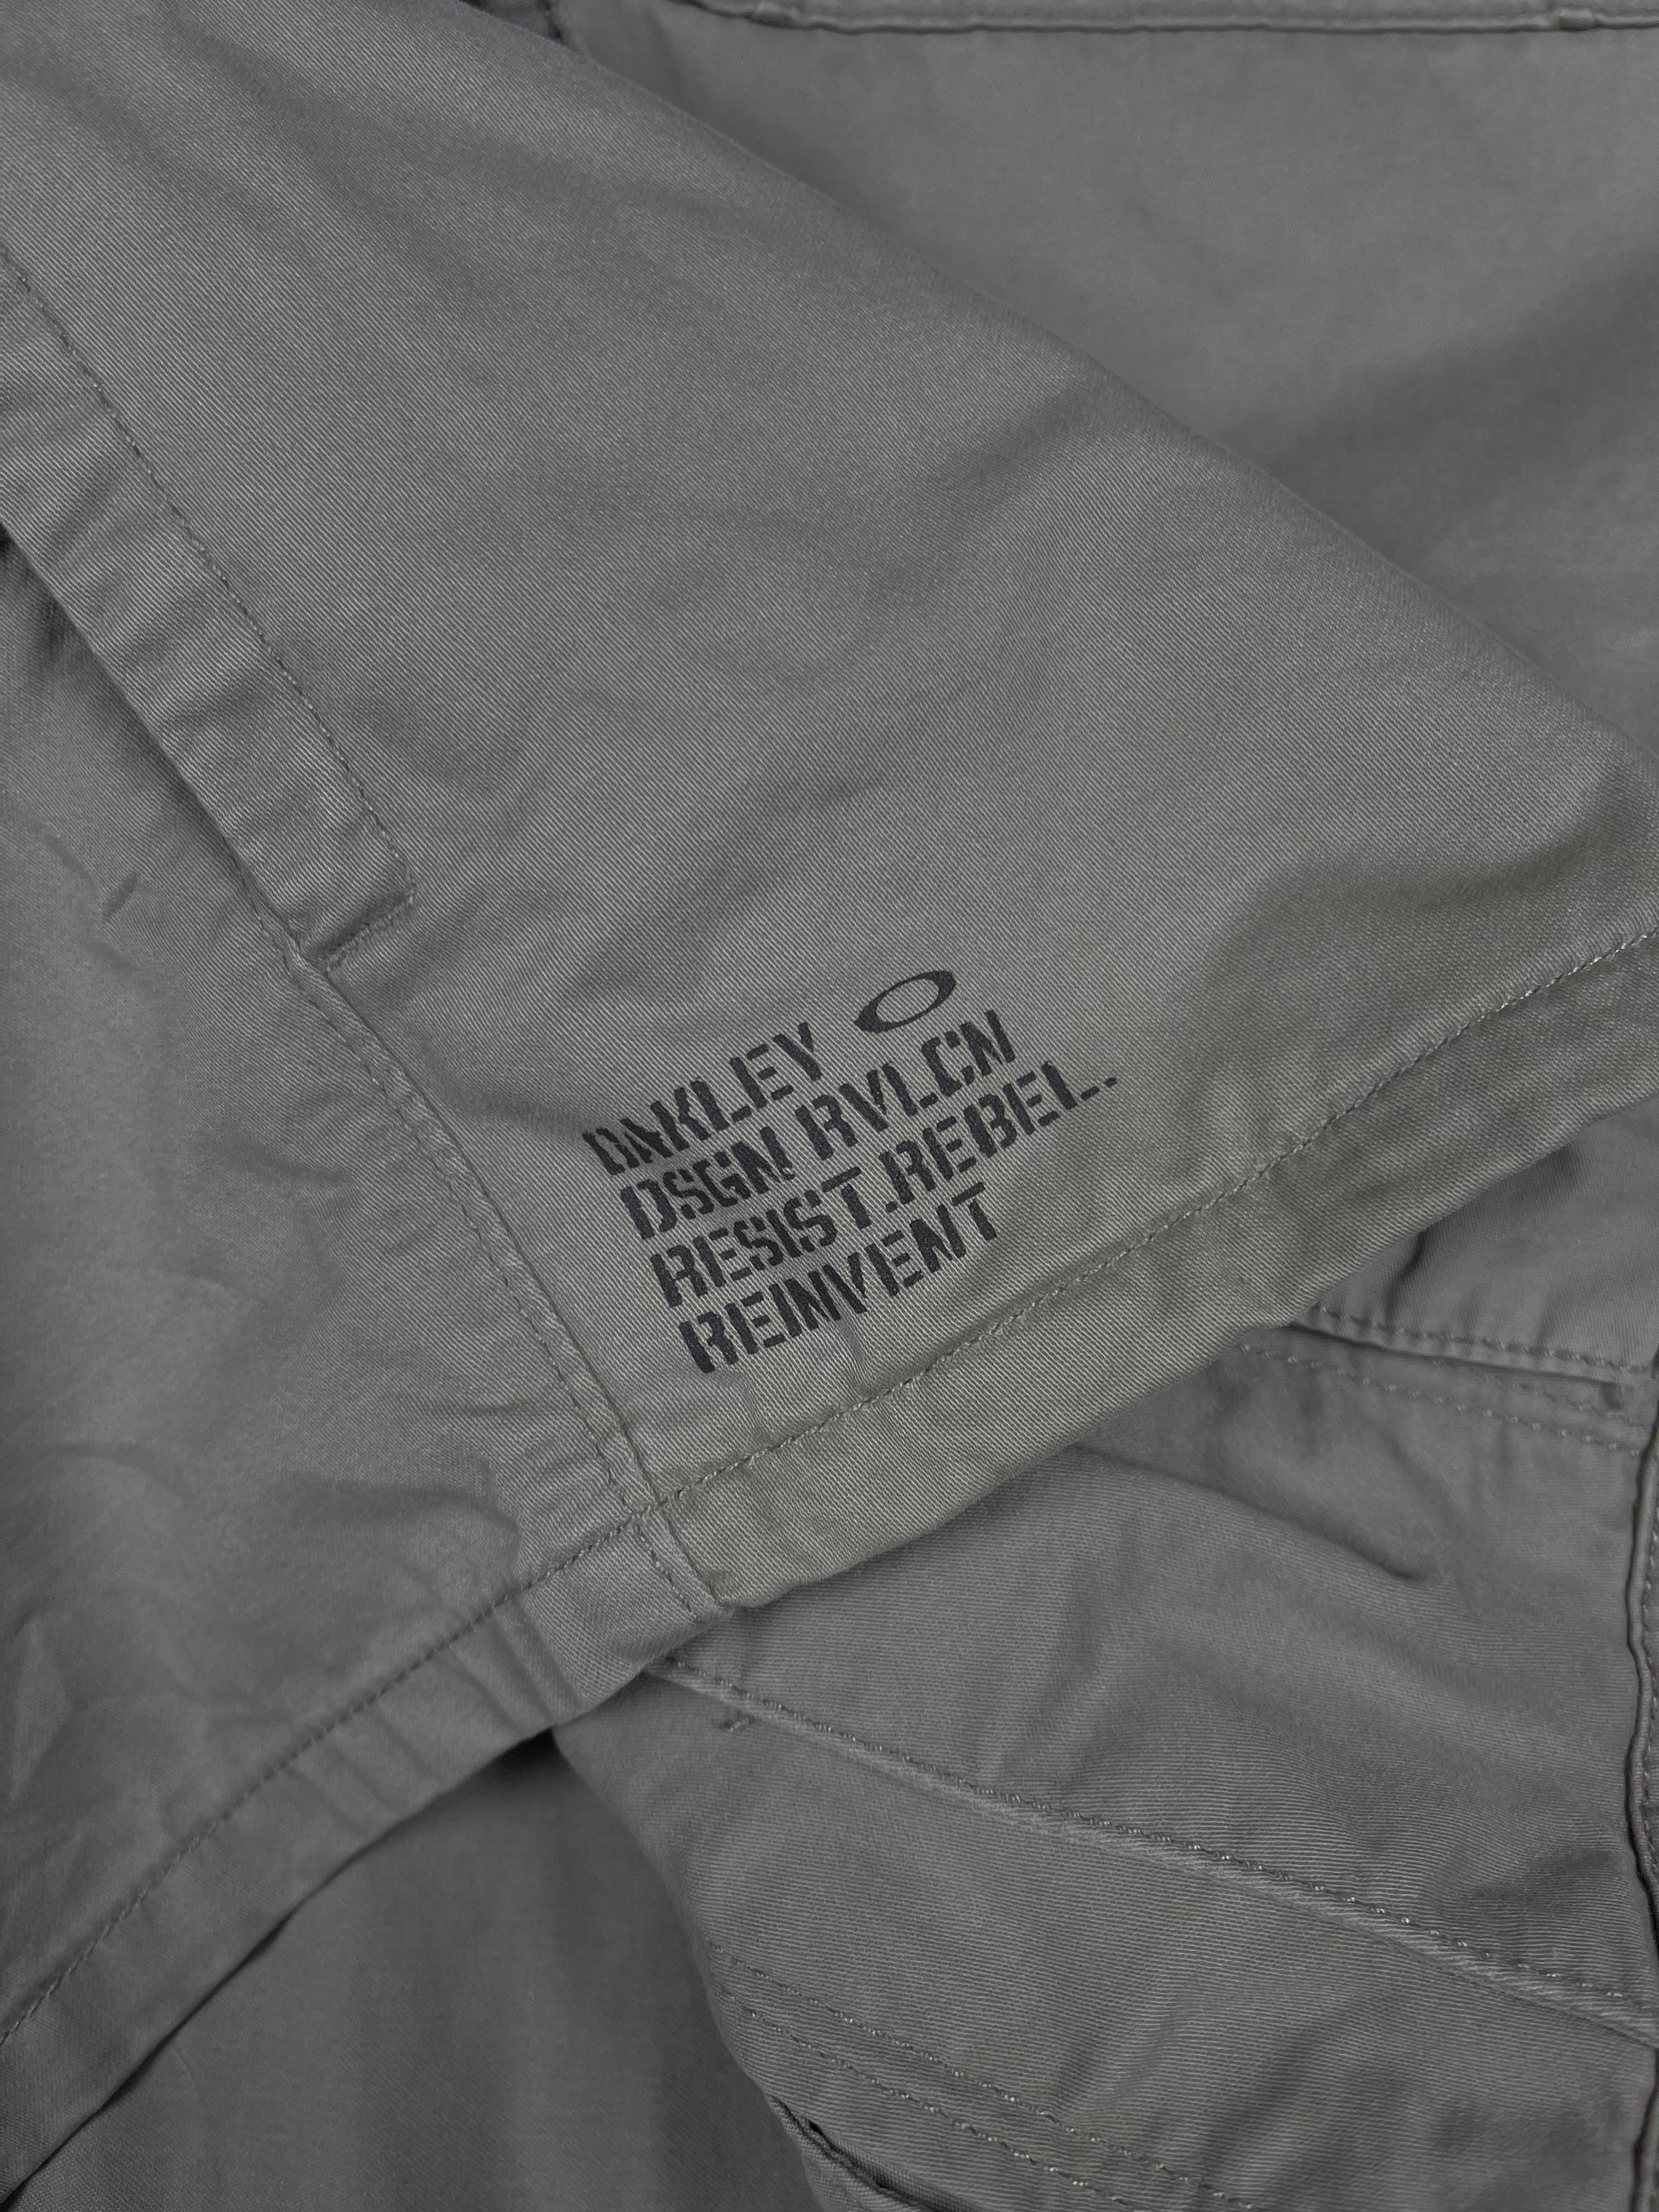 OAKLEY
DSGN RVLCN
RESIST.REBEL.
REINVENT